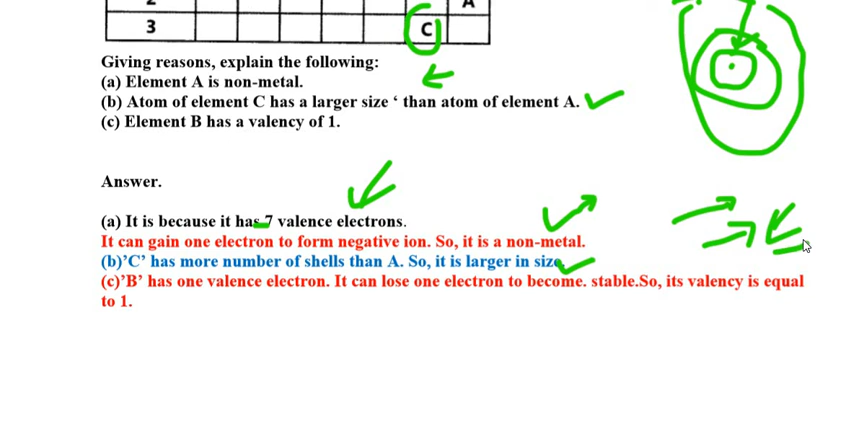 2 A
3 C
Giving reasons, explain the following:
(a) Element A is non-metal.
(b) Atom of element C has a larger size ‘ than atom of element A.
(c) Element B has a valency of 1.
Answer.
(a) It is because it has 7 valence electrons.
It can gain one electron to form negative ion. So, it is a non-metal.
(b)’C’ has more number of shells than A. So, it is larger in size.
(c)’B’ has one valence electron. It can lose one electron to become. stable.So, its valency is equal
to 1.